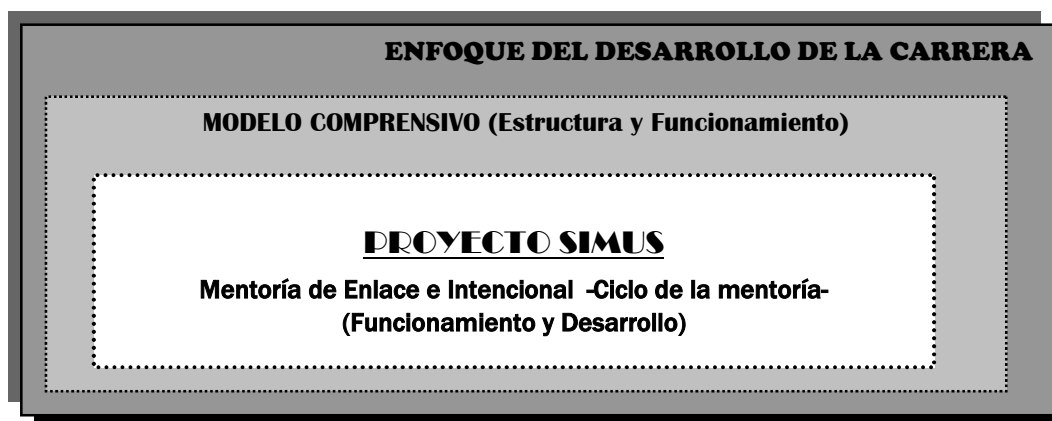 ENFOQUE DEL DESARROLLO DE LA CARRERA
MODELO COMPRENSIVO (Estructura y Funcionamiento)
PROYECTO SIMUS
Mentoría de Enlace e Intencional -Ciclo de la mentoría-
(Funcionamiento y Desarrollo)